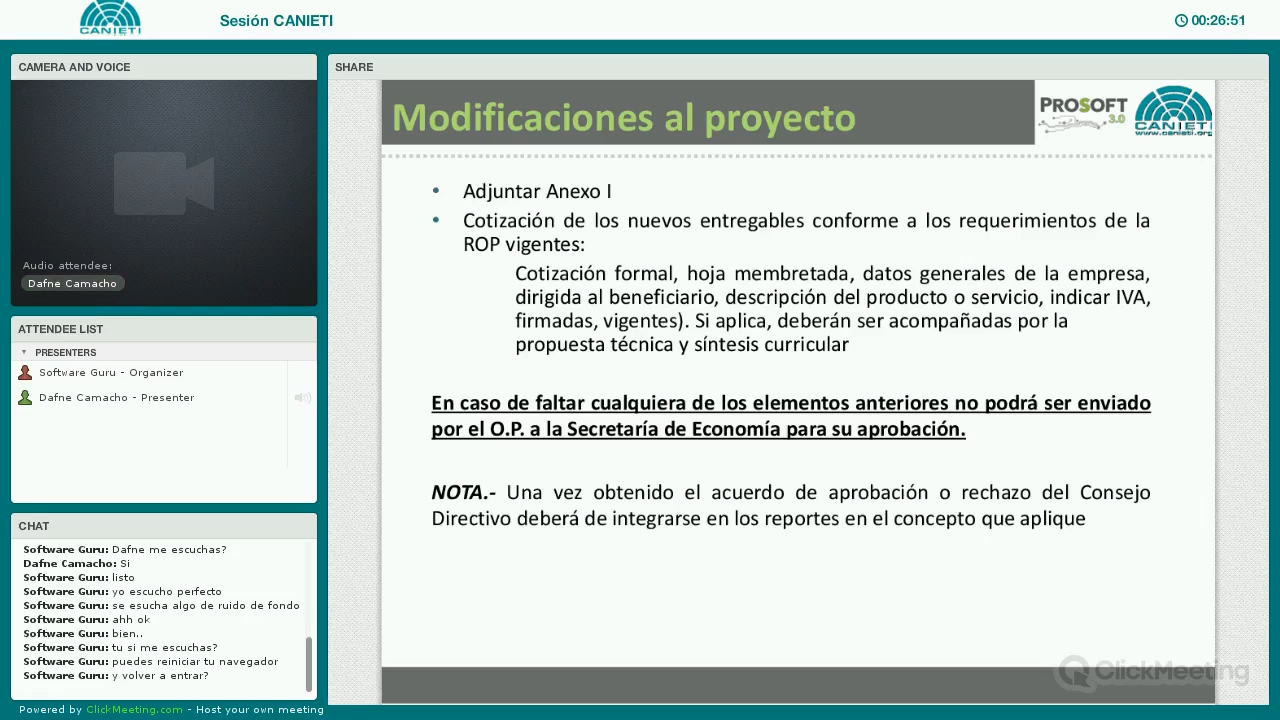 CANIETI
Sesión CANIETI
00:26:51
CAMERA AND VOICE
Audio attendee:
Dafne Camacho
ATTENDEE LIST
PRESENTERS
Software Guru - Organizer
Dafne Camacho - Presenter
CHAT
Software Guru: Dafne me escuchas?
Dafne Camacho: Si
Software Guru: listo
Software Guru: yo escucho perfecto
Software Guru: se esucha algo de ruido de fondo
Software Guru: ahh ok
Software Guru: bien..
Software Guru: tu si me escuchas?
Software Guru: puedes reiniciar tu navegador
Software Guru: y volver a entrar?
Powered by ClickMeeting.com - Host your own meeting
SHARE
Modificaciones al proyecto
PROSOFT
3.0
CANIETI
www.canieti.org
• Adjuntar Anexo I
• Cotización de los nuevos entregables conforme a los requerimientos de la
ROP vigentes:
Cotización formal, hoja membretada, datos generales de la empresa,
dirigida al beneficiario, descripción del producto o servicio, indicar IVA,
firmadas, vigentes). Si aplica, deberán ser acompañadas por la
propuesta técnica y síntesis curricular
En caso de faltar cualquiera de los elementos anteriores no podrá ser enviado
por el O.P. a la Secretaría de Economía para su aprobación.
NOTA.- Una vez obtenido el acuerdo de aprobación o rechazo del Consejo
Directivo deberá de integrarse en los reportes en el concepto que aplique
ClickMeeting